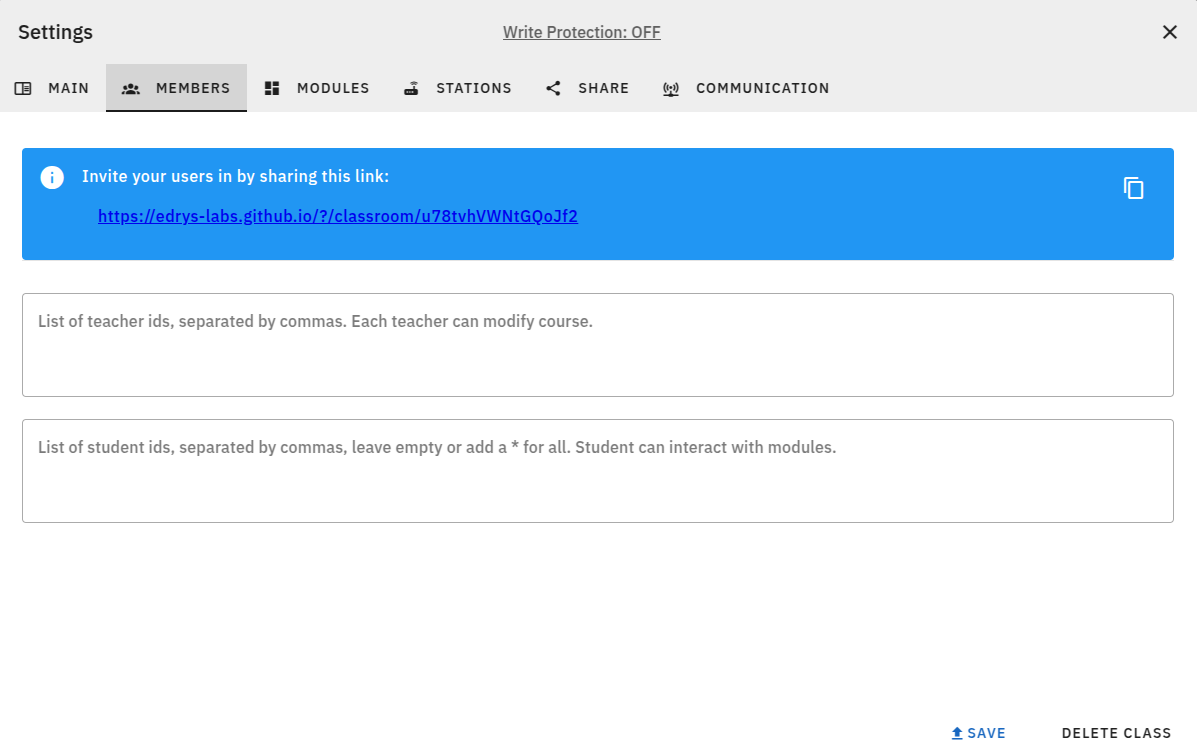 Settings
Write Protection: OFF
MAIN
MEMBERS
MODULES
STATIONS
SHARE
COMMUNICATION
Invite your users in by sharing this link:
https://edrys-labs.github.io/?/classroom/u78tvhVWNtGQoJf2
List of teacher ids, separated by commas. Each teacher can modify course.
List of student ids, separated by commas, leave empty or add a * for all. Student can interact with modules.
SAVE
DELETE CLASS